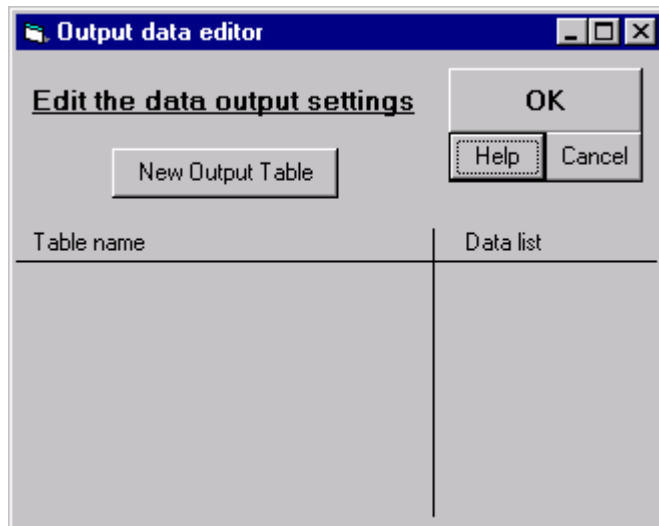 Output data editor
Edit the data output settings
OK
Help Cancel
New Output Table
Table name Data list